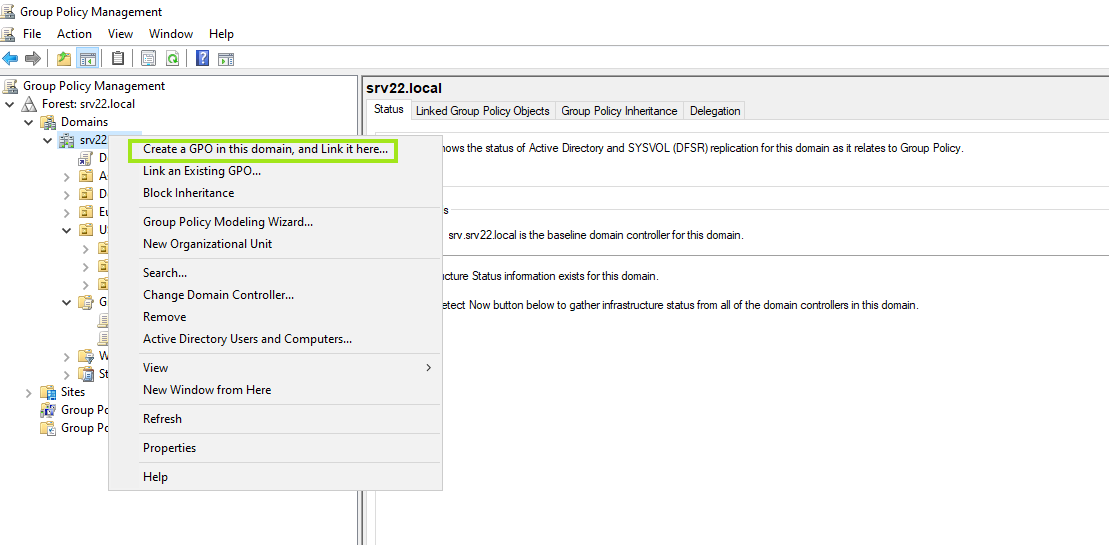 Group Policy Management
File Action View Window Help
Group Policy Management
Forest: srv22.local
Domains
srv22
Sites
Group Po
Group Po
Create a GPO in this domain, and Link it here...
Link an Existing GPO...
Block Inheritance
Group Policy Modeling Wizard...
New Organizational Unit
Search...
Change Domain Controller...
Remove
Active Directory Users and Computers...
View
New Window from Here
Refresh
Properties
Help
srv22.local
Status Linked Group Policy Objects Group Policy Inheritance Delegation
hows the status of Active Directory and SYSVOL (DFSR) replication for this domain as it relates to Group Policy.
s
srv.srv22.local is the baseline domain controller for this domain.
cture Status information exists for this domain.
etect Now button below to gather infrastructure status from all of the domain controllers in this domain.